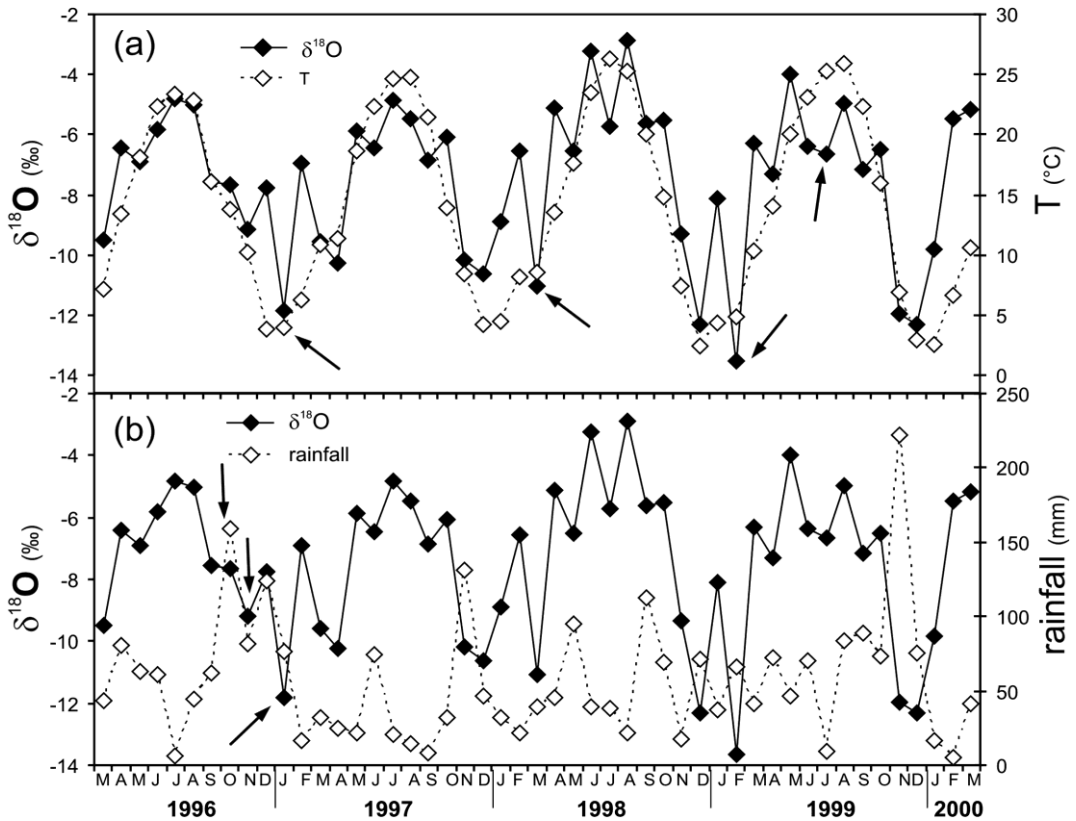 (a)
δ18O
T
-2
-4
-6
-8
-10
-12
-14
δ18O (‰)
30
25
20
15
10
5
0
T (°C)
(b)
δ18O
rainfall
-2
-4
-6
-8
-10
-12
-14
δ18O (‰)
250
200
150
100
50
0
rainfall (mm)
M A M J J A S O N D J F M A M J J A S O N D J F M A M J J A S O N D J F M A M J J A S O N D J F M
1996 1997 1998 1999 2000